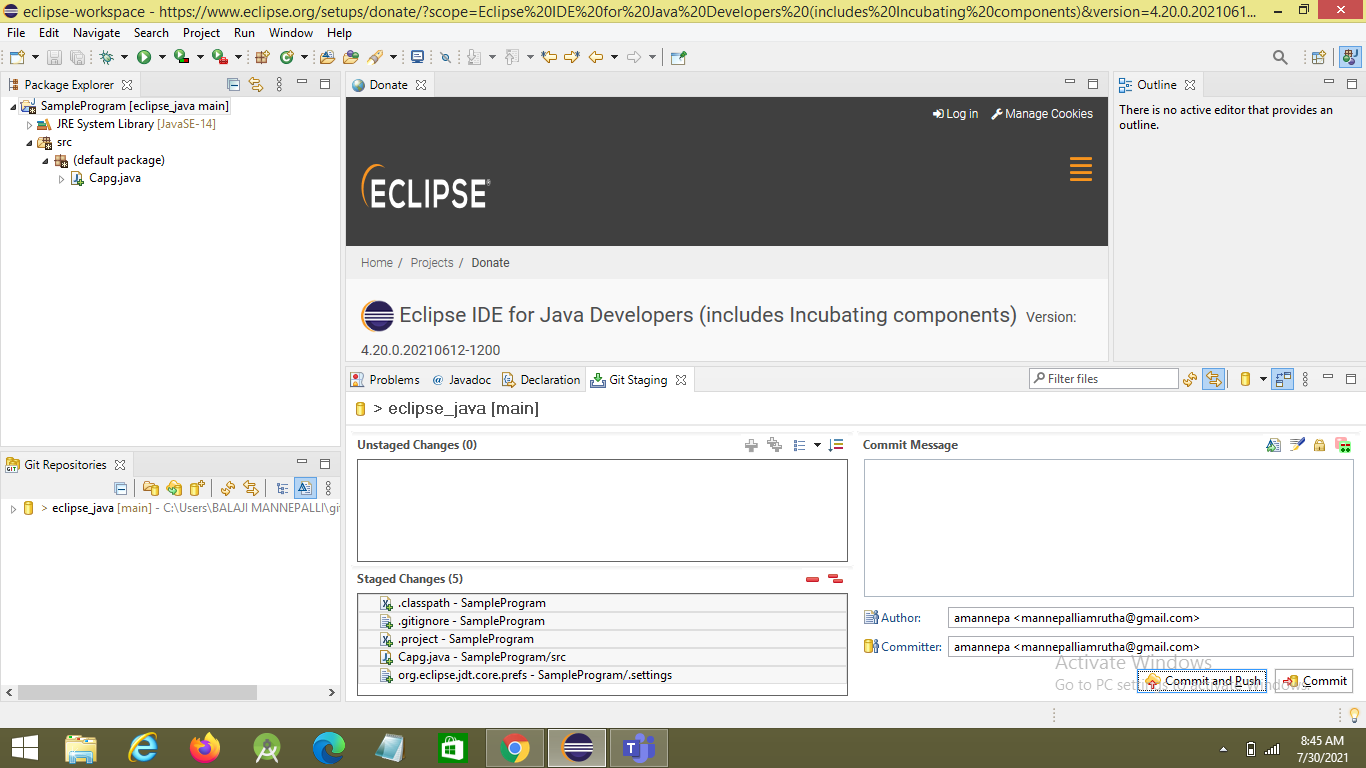 eclipse-workspace - https://www.eclipse.org/setups/donate/?scope=Eclipse%20IDE%20for%20Java%20Developers%20(includes%20Incubating%20components)&version=4.20.0.2021061...
File Edit Navigate Search Project Run Window Help
Package Explorer
SampleProgram [eclipse_java main]
JRE System Library [JavaSE-14]
src
(default package)
Capg.java
Donate
Log in Manage Cookies
ECLIPSE®
Home / Projects / Donate
Eclipse IDE for Java Developers (includes Incubating components) Version:
4.20.0.20210612-1200
Outline
There is no active editor that provides an
outline.
Git Repositories
GIT
> eclipse_java [main] - C:\Users\BALAJI MANNEPALLI\gi
Problems @ Javadoc Declaration Git Staging
Filter files
> eclipse_java [main]
Unstaged Changes (0)
Staged Changes (5)
.classpath - SampleProgram
.gitignore - SampleProgram
.project - SampleProgram
Capg.java - SampleProgram/src
org.eclipse.jdt.core.prefs - SampleProgram/.settings
Commit Message
Author: amannepa <mannepalliamrutha@gmail.com>
Committer: amannepa <mannepalliamrutha@gmail.com>
Activate Windows
Go to PC settings to activate Windows.
Commit and Push Commit
8:45 AM
7/30/2021